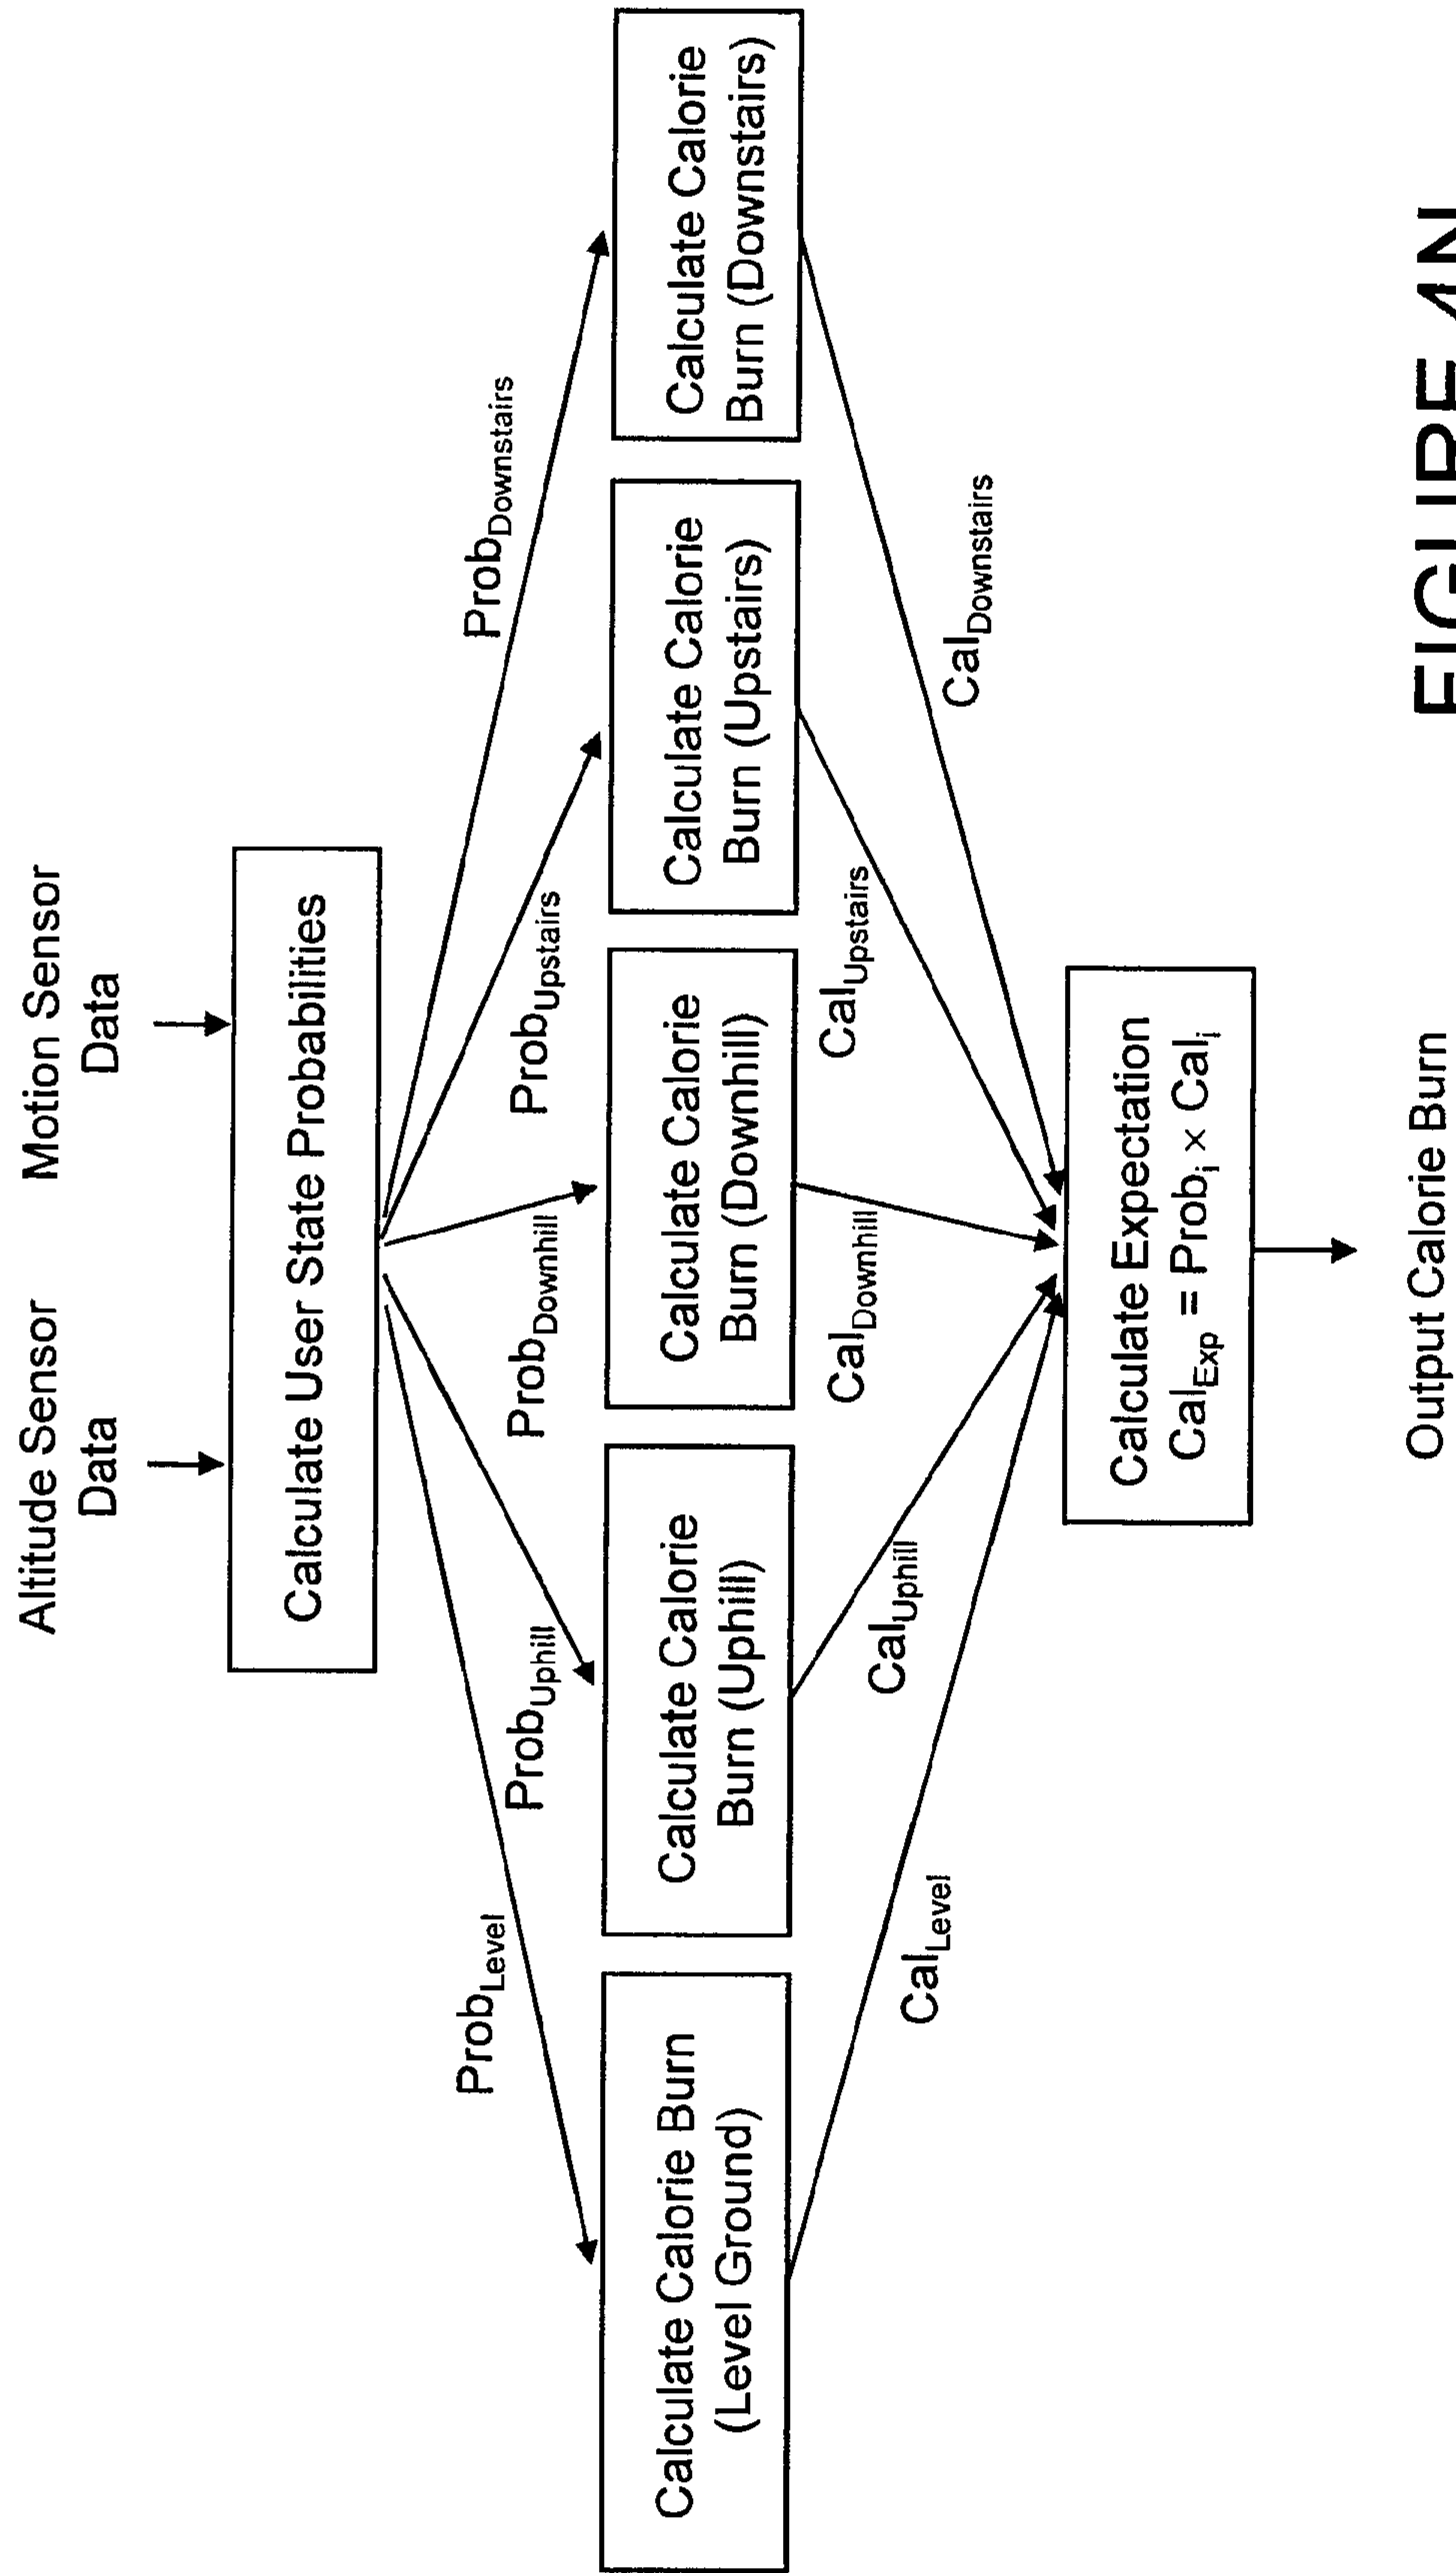 Altitude Sensor
Data
Motion Sensor
Data
Calculate User State Probabilities
Prob_Level
Prob_Uphill
Prob_Downhill
Prob_Upstairs
Prob_Downstairs
Calculate Calorie Burn
(Level Ground)
Calculate Calorie
Burn (Uphill)
Calculate Calorie
Burn (Downhill)
Calculate Calorie
Burn (Upstairs)
Calculate Calorie
Burn (Downstairs)
Cal_Level
Cal_Uphill
Cal_Downhill
Cal_Upstairs
Cal_Downstairs
Calculate Expectation
Cal_Exp = Prob_i × Cal_i
Output Calorie Burn
FIGURE 4N